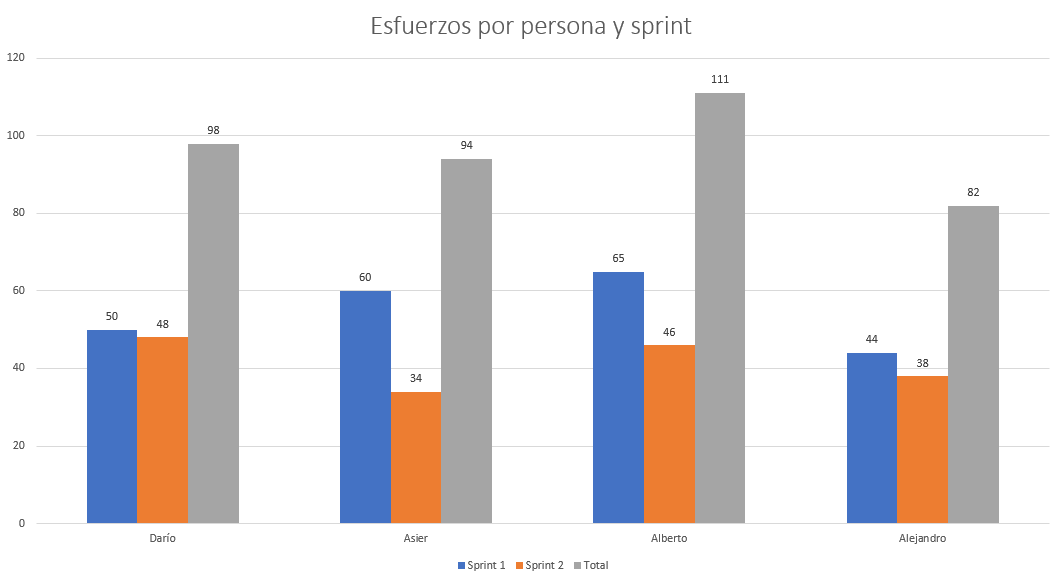 Esfuerzos por persona y sprint
120
100
80
60
40
20
0
50
48
98
60
34
94
65
46
111
44
38
82
Darío
Asier
Alberto
Alejandro
Sprint 1
Sprint 2
Total